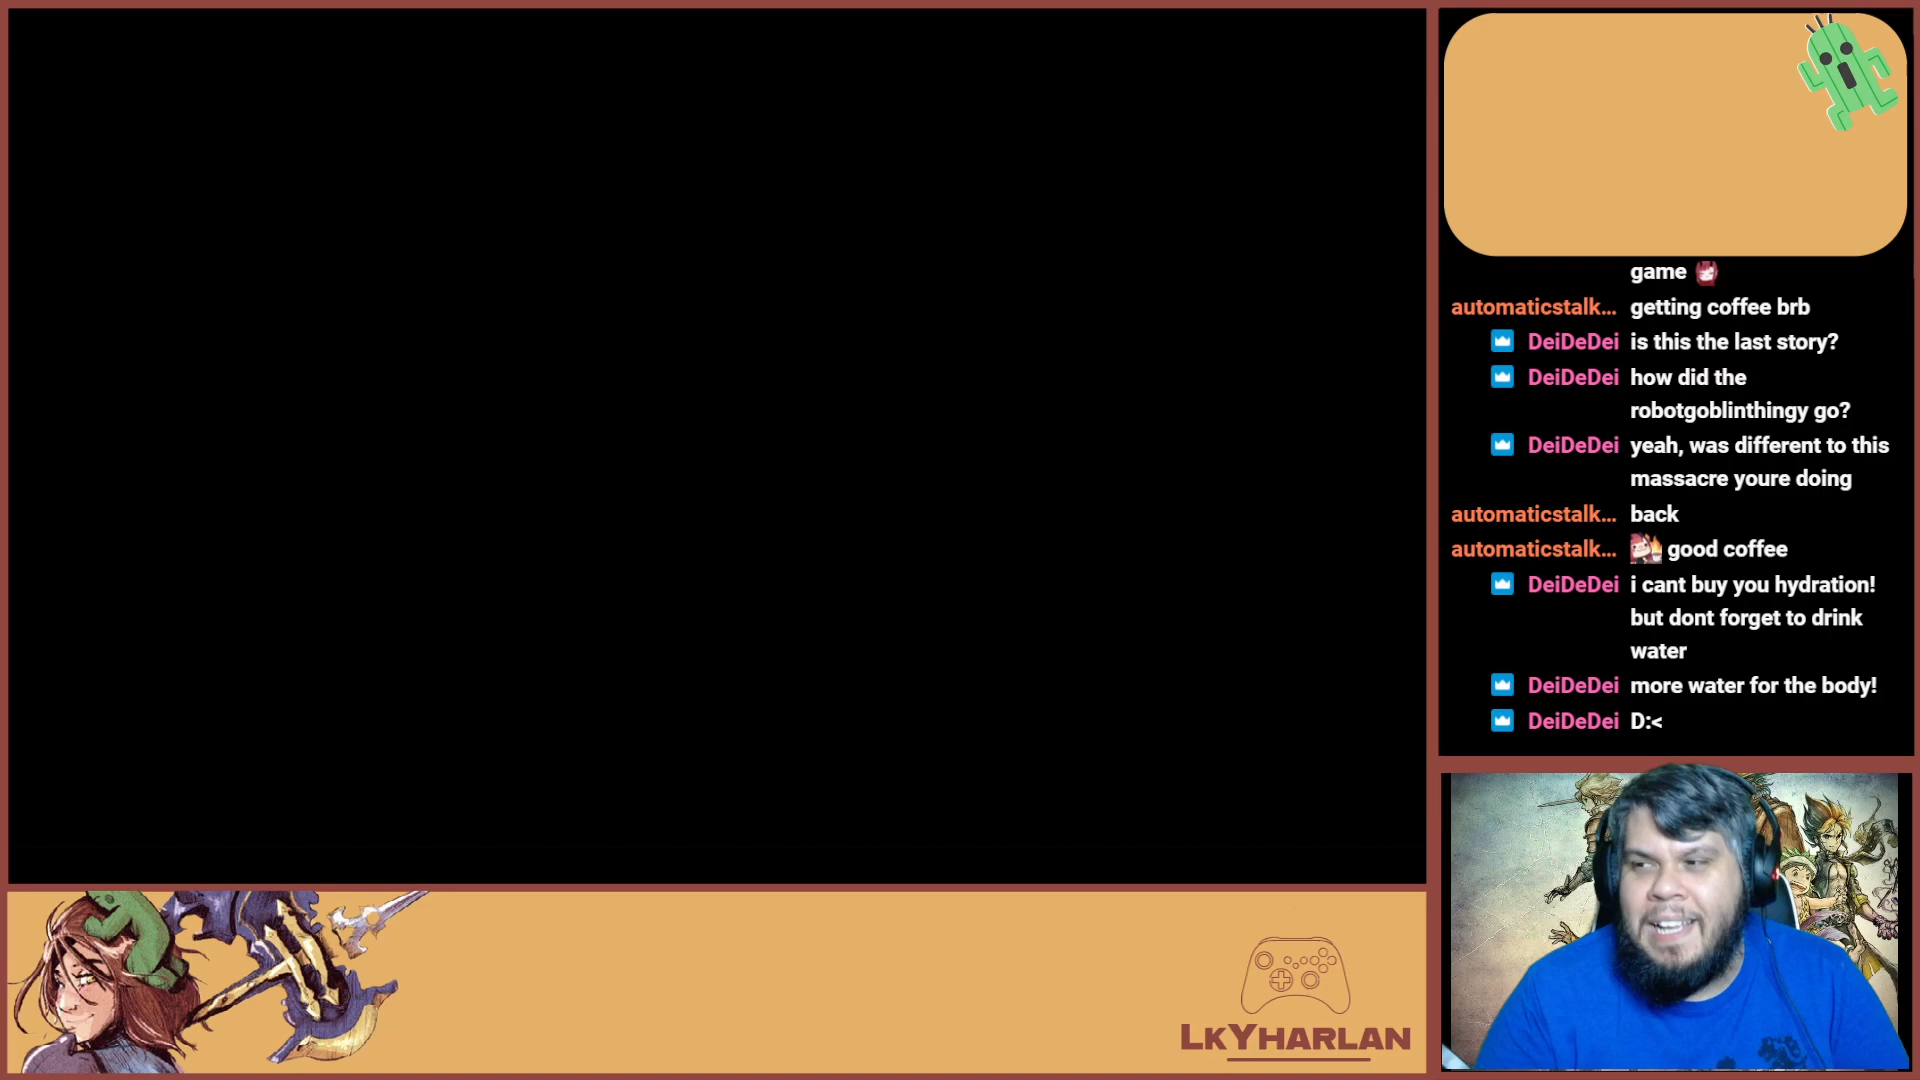 game
automaticstalk... getting coffee brb
DeiDeDei is this the last story?
DeiDeDei how did the
robotgoblinthingy go?
DeiDeDei yeah, was different to this
massacre youre doing
automaticstalk... back
automaticstalk... good coffee
DeiDeDei i cant buy you hydration!
but dont forget to drink
water
DeiDeDei more water for the body!
DeiDeDei D:<
LKYHARLAN